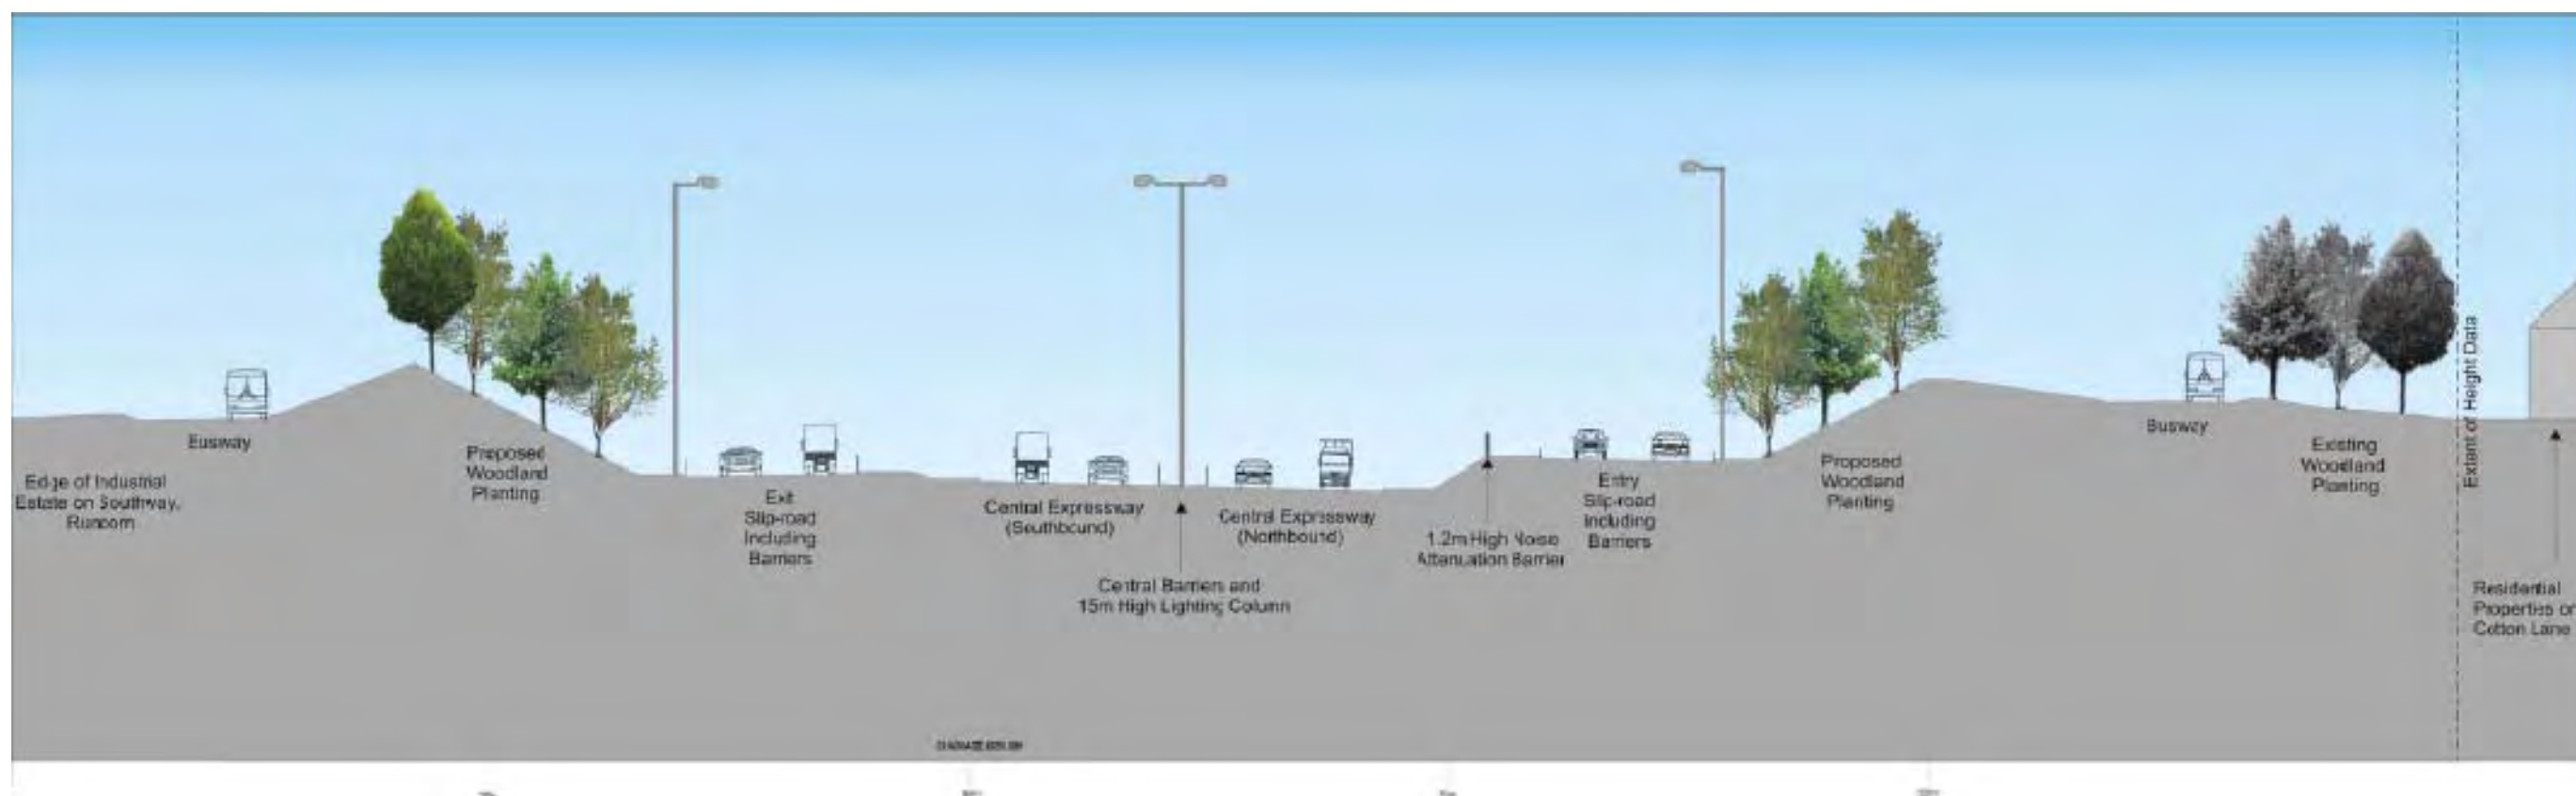 Busway
Edge of Industrial
Estate on Southway,
Runcorn
Proposed
Woodland
Planting
Exit
Slip-road
Including
Barriers
Central Expressway
(Southbound)
Central Barriers and
15m High Lighting Column
Central Expressway
(Northbound)
1.2m High Noise
Attenuation Barrier
Entry
Slip-road
Including
Barriers
Proposed
Woodland
Planting
Busway
Existing
Woodland
Planting
Extent of Height Data
Residential
Properties on
Cotton Lane